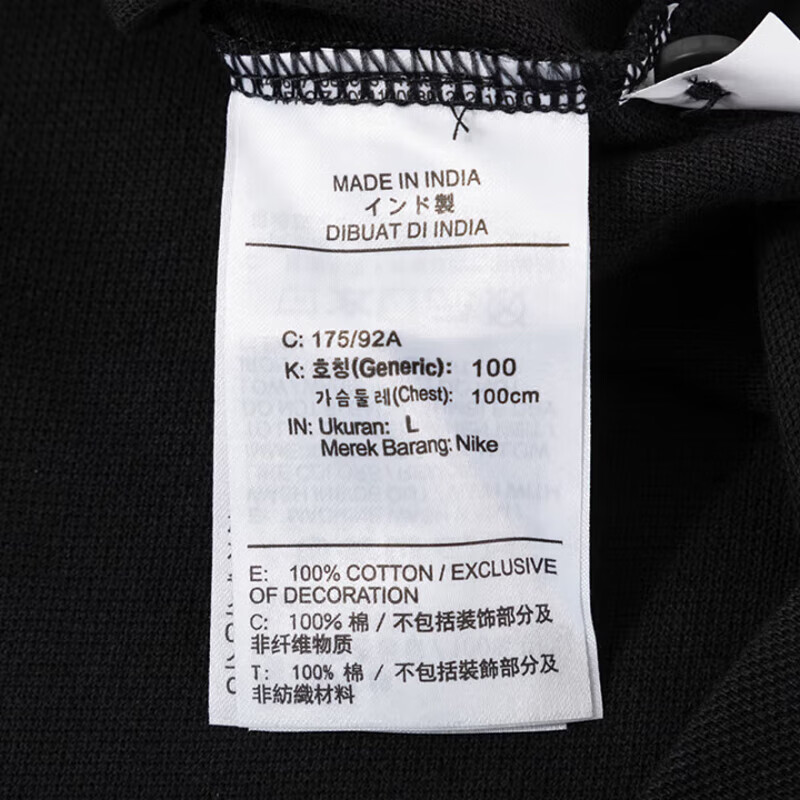 MADE IN INDIA
インド製
DIBUAT DI INDIA
C: 175/92A
K: 호칭(Generic): 100
가슴둘레(Chest): 100cm
IN: Ukuran: L
Merek Barang: Nike
E: 100% COTTON / EXCLUSIVE
OF DECORATION
C: 100% 棉 / 不包括装饰部分及
非纤维物质
T: 100% 棉 / 不包括裝飾部分及
非紡織材料